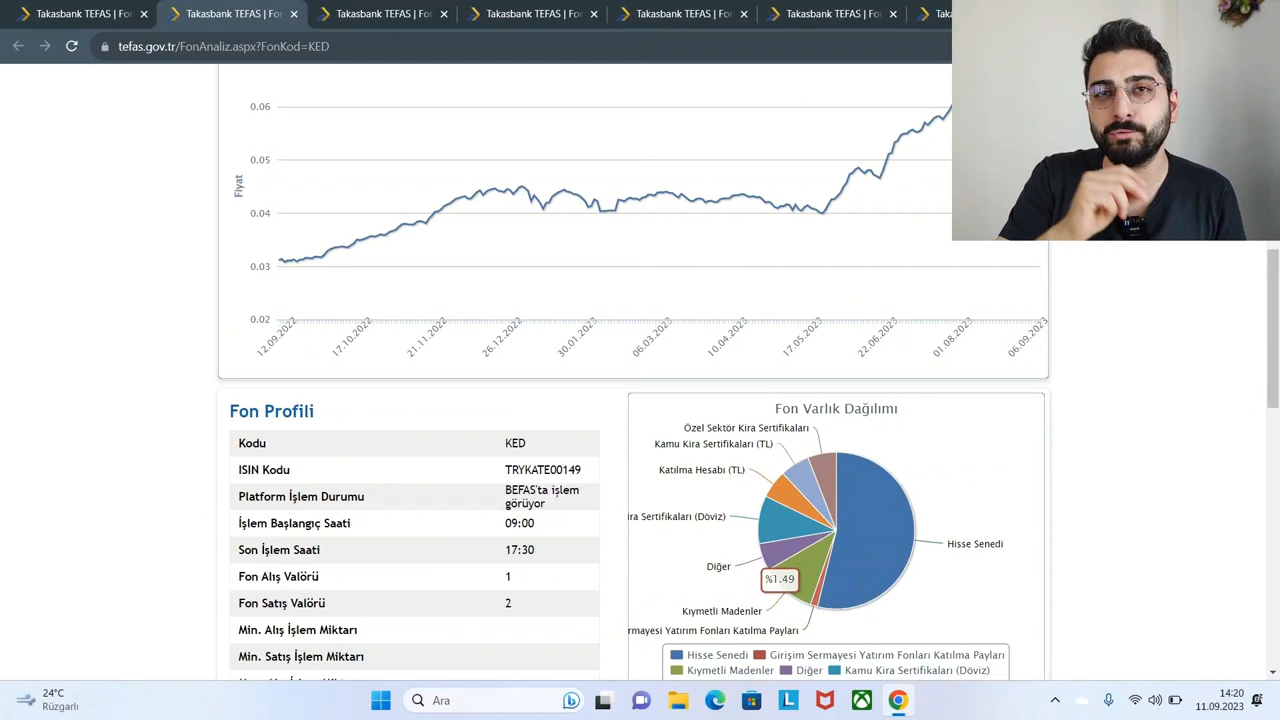 Takasbank TEFAS | For
Takasbank TEFAS | For
Takasbank TEFAS | For
Takasbank TEFAS | For
Takasbank TEFAS | For
Takasbank TEFAS | For
Tak
tefas.gov.tr/FonAnaliz.aspx?FonKod=KED
0.06
0.05
0.04
0.03
0.02
Fiyat
12.09.2022
17.10.2022
21.11.2022
26.12.2022
30.01.2023
06.03.2023
10.04.2023
17.05.2023
22.06.2023
01.08.2023
06.09.2023
Fon Profili
Kodu KED
ISIN Kodu TRYKATE00149
Platform İşlem Durumu BEFAS'ta işlem
görüyor
İşlem Başlangıç Saati 09:00
Son İşlem Saati 17:30
Fon Alış Valörü 1
Fon Satış Valörü 2
Min. Alış İşlem Miktarı
Min. Satış İşlem Miktarı
Fon Varlık Dağılımı
Özel Sektör Kira Sertifikaları
Kamu Kira Sertifikaları (TL)
Katılma Hesabı (TL)
ira Sertifikaları (Döviz)
Hisse Senedi
Diğer
%1.49
Kıymetli Madenler
rmayesi Yatırım Fonları Katılma Payları
Hisse Senedi Girişim Sermayesi Yatırım Fonları Katılma Payları
Kıymetli Madenler Diğer Kamu Kira Sertifikaları (Döviz)
24°C
Rüzgarlı
Ara
14:20
11.09.2023